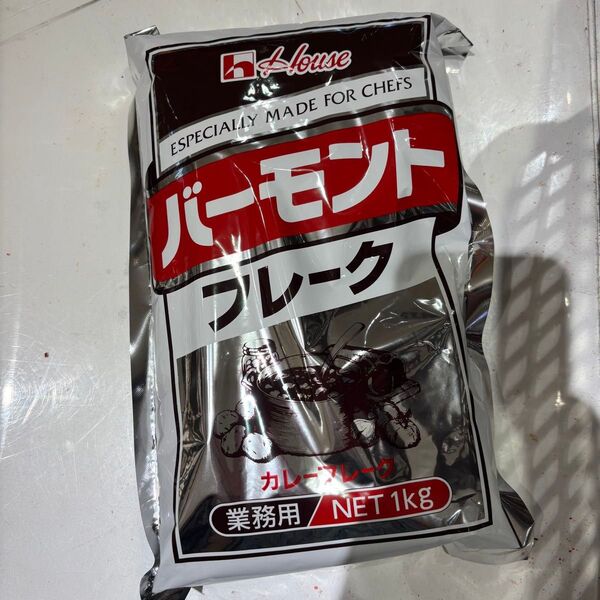 House
ESPECIALLY MADE FOR CHEFS
バーモント
フレーク
カレーフレーク
業務用 NET 1kg